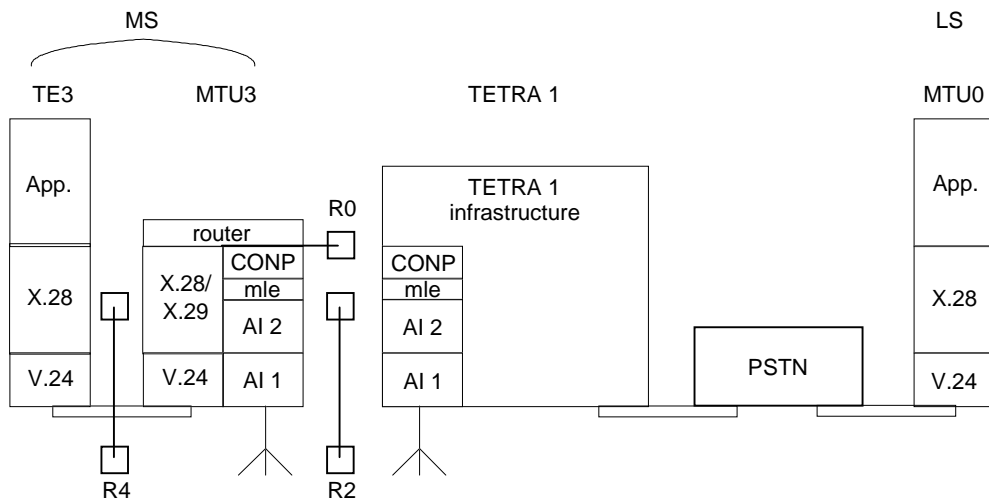 MS
LS
TE3
MTU3
TETRA 1
MTU0
App.
TETRA 1
infrastructure
App.
R0
router
X.28
X.28/
X.29
CONP
mle
AI 2
CONP
mle
AI 2
X.28
PSTN
V.24
V.24
AI 1
AI 1
V.24
R4
R2